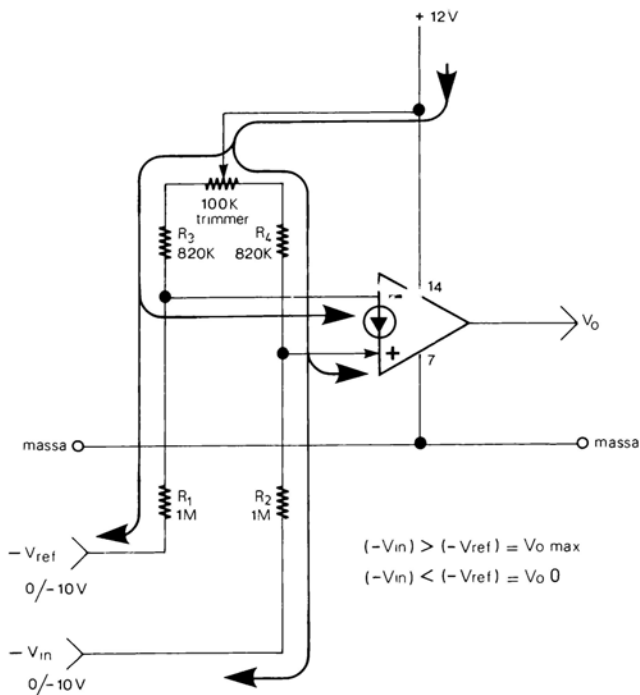 + 12V
100K
trimmer
R3
820K
R4
820K
14
-
+
7
Vo
massa
massa
R1
1M
R2
1M
-Vref
0/-10V
(-Vin) > (-Vref) = Vo max
(-Vin) < (-Vref) = Vo 0
-Vin
0/-10V